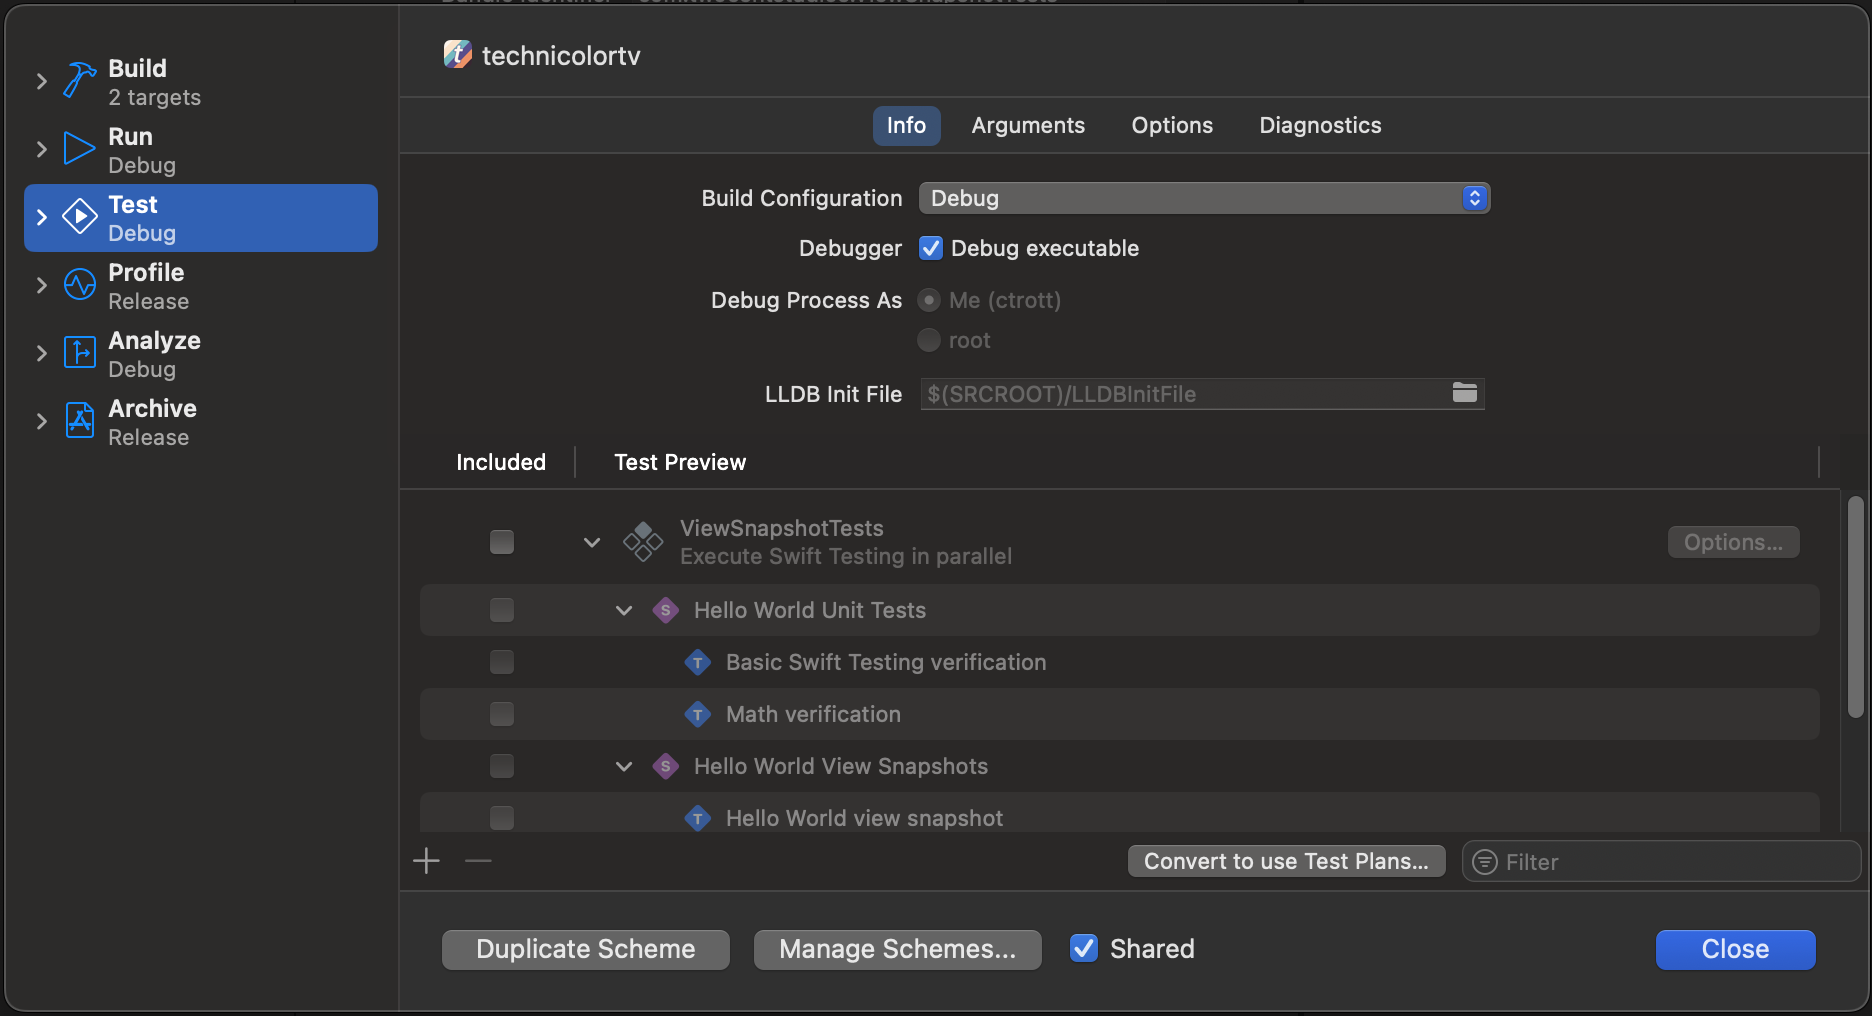 Build
2 targets
Run
Debug
Test
Debug
Profile
Release
Analyze
Debug
Archive
Release
technicolortv
Info Arguments Options Diagnostics
Build Configuration Debug
Debugger Debug executable
Debug Process As Me (ctrott)
root
LLDB Init File $(SRCROOT)/LLDBInitFile
Included Test Preview
ViewSnapshotTests
Execute Swift Testing in parallel
Options...
S Hello World Unit Tests
T Basic Swift Testing verification
T Math verification
S Hello World View Snapshots
T Hello World view snapshot
Convert to use Test Plans... Filter
Duplicate Scheme Manage Schemes... Shared Close